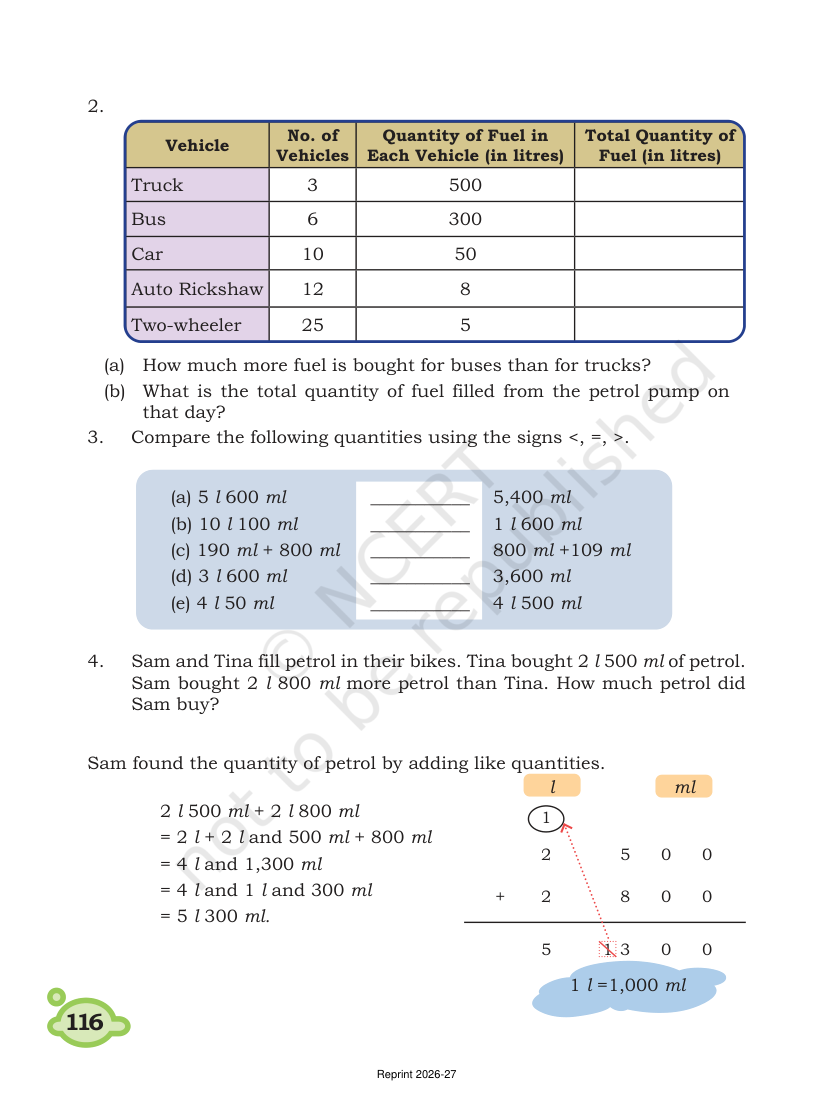 2.
Vehicle No. of Vehicles Quantity of Fuel in Each Vehicle (in litres) Total Quantity of Fuel (in litres)
Truck 3 500
Bus 6 300
Car 10 50
Auto Rickshaw 12 8
Two-wheeler 25 5
(a) How much more fuel is bought for buses than for trucks?
(b) What is the total quantity of fuel filled from the petrol pump on
that day?
3. Compare the following quantities using the signs <, =, >.
(a) 5 l 600 ml __________ 5,400 ml
(b) 10 l 100 ml __________ 1 l 600 ml
(c) 190 ml + 800 ml __________ 800 ml +109 ml
(d) 3 l 600 ml __________ 3,600 ml
(e) 4 l 50 ml __________ 4 l 500 ml
4. Sam and Tina fill petrol in their bikes. Tina bought 2 l 500 ml of petrol.
Sam bought 2 l 800 ml more petrol than Tina. How much petrol did
Sam buy?
Sam found the quantity of petrol by adding like quantities.
2 l 500 ml + 2 l 800 ml
= 2 l + 2 l and 500 ml + 800 ml
= 4 l and 1,300 ml
= 4 l and 1 l and 300 ml
= 5 l 300 ml.
l ml
1
2 5 0 0
+ 2 8 0 0
5 1 3 0 0
1 l =1,000 ml
116
Reprint 2026-27
© NCERT
not to be republished